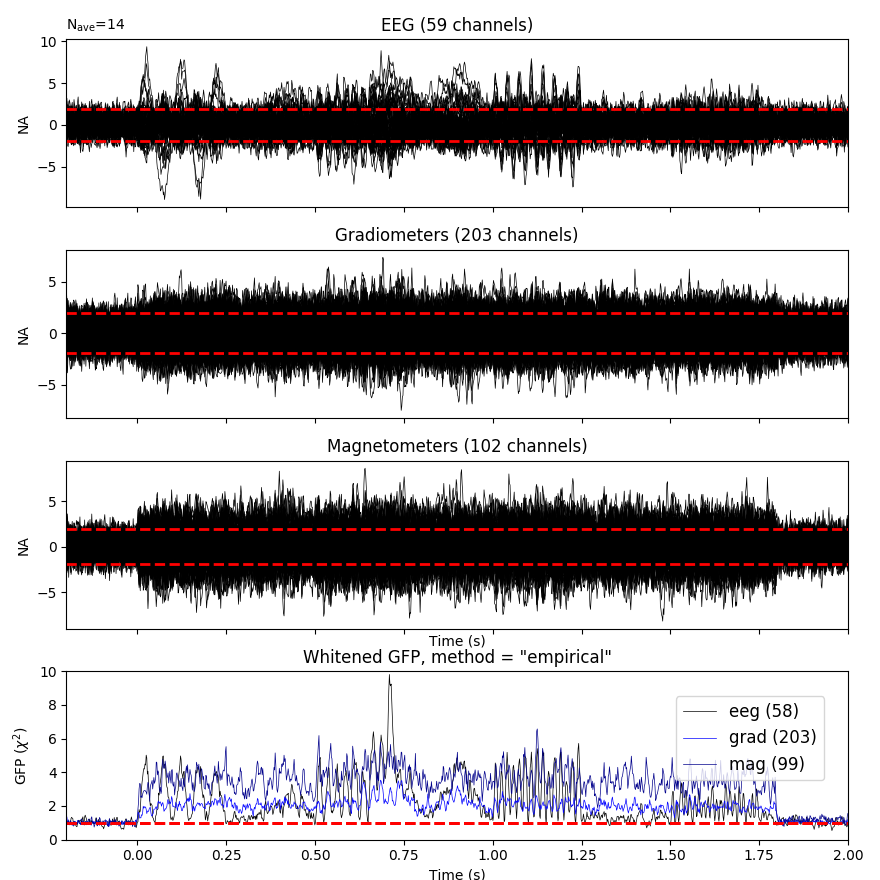 N_ave=14
EEG (59 channels)
10
5
0
−5
NA
Gradiometers (203 channels)
5
0
−5
NA
Magnetometers (102 channels)
5
0
−5
NA
Time (s)
Whitened GFP, method = "empirical"
10
8
6
4
2
0
GFP (χ²)
eeg (58)
grad (203)
mag (99)
0.00 0.25 0.50 0.75 1.00 1.25 1.50 1.75 2.00
Time (s)